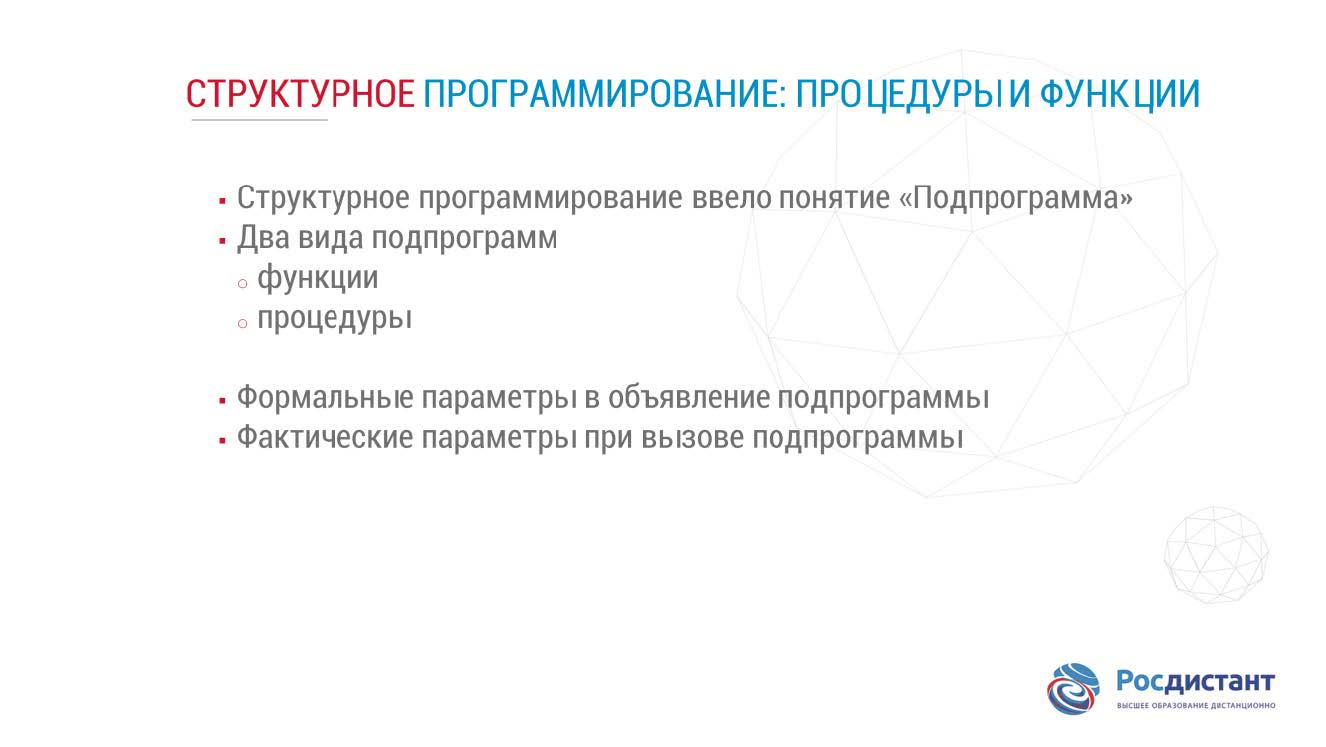 СТРУКТУРНОЕ ПРОГРАММИРОВАНИЕ: ПРОЦЕДУРЫ И ФУНКЦИИ
▪ Структурное программирование ввело понятие «Подпрограмма»
▪ Два вида подпрограмм
○ функции
○ процедуры
▪ Формальные параметры в объявление подпрограммы
▪ Фактические параметры при вызове подпрограммы
Росдистант
ВЫСШЕЕ ОБРАЗОВАНИЕ ДИСТАНЦИОННО